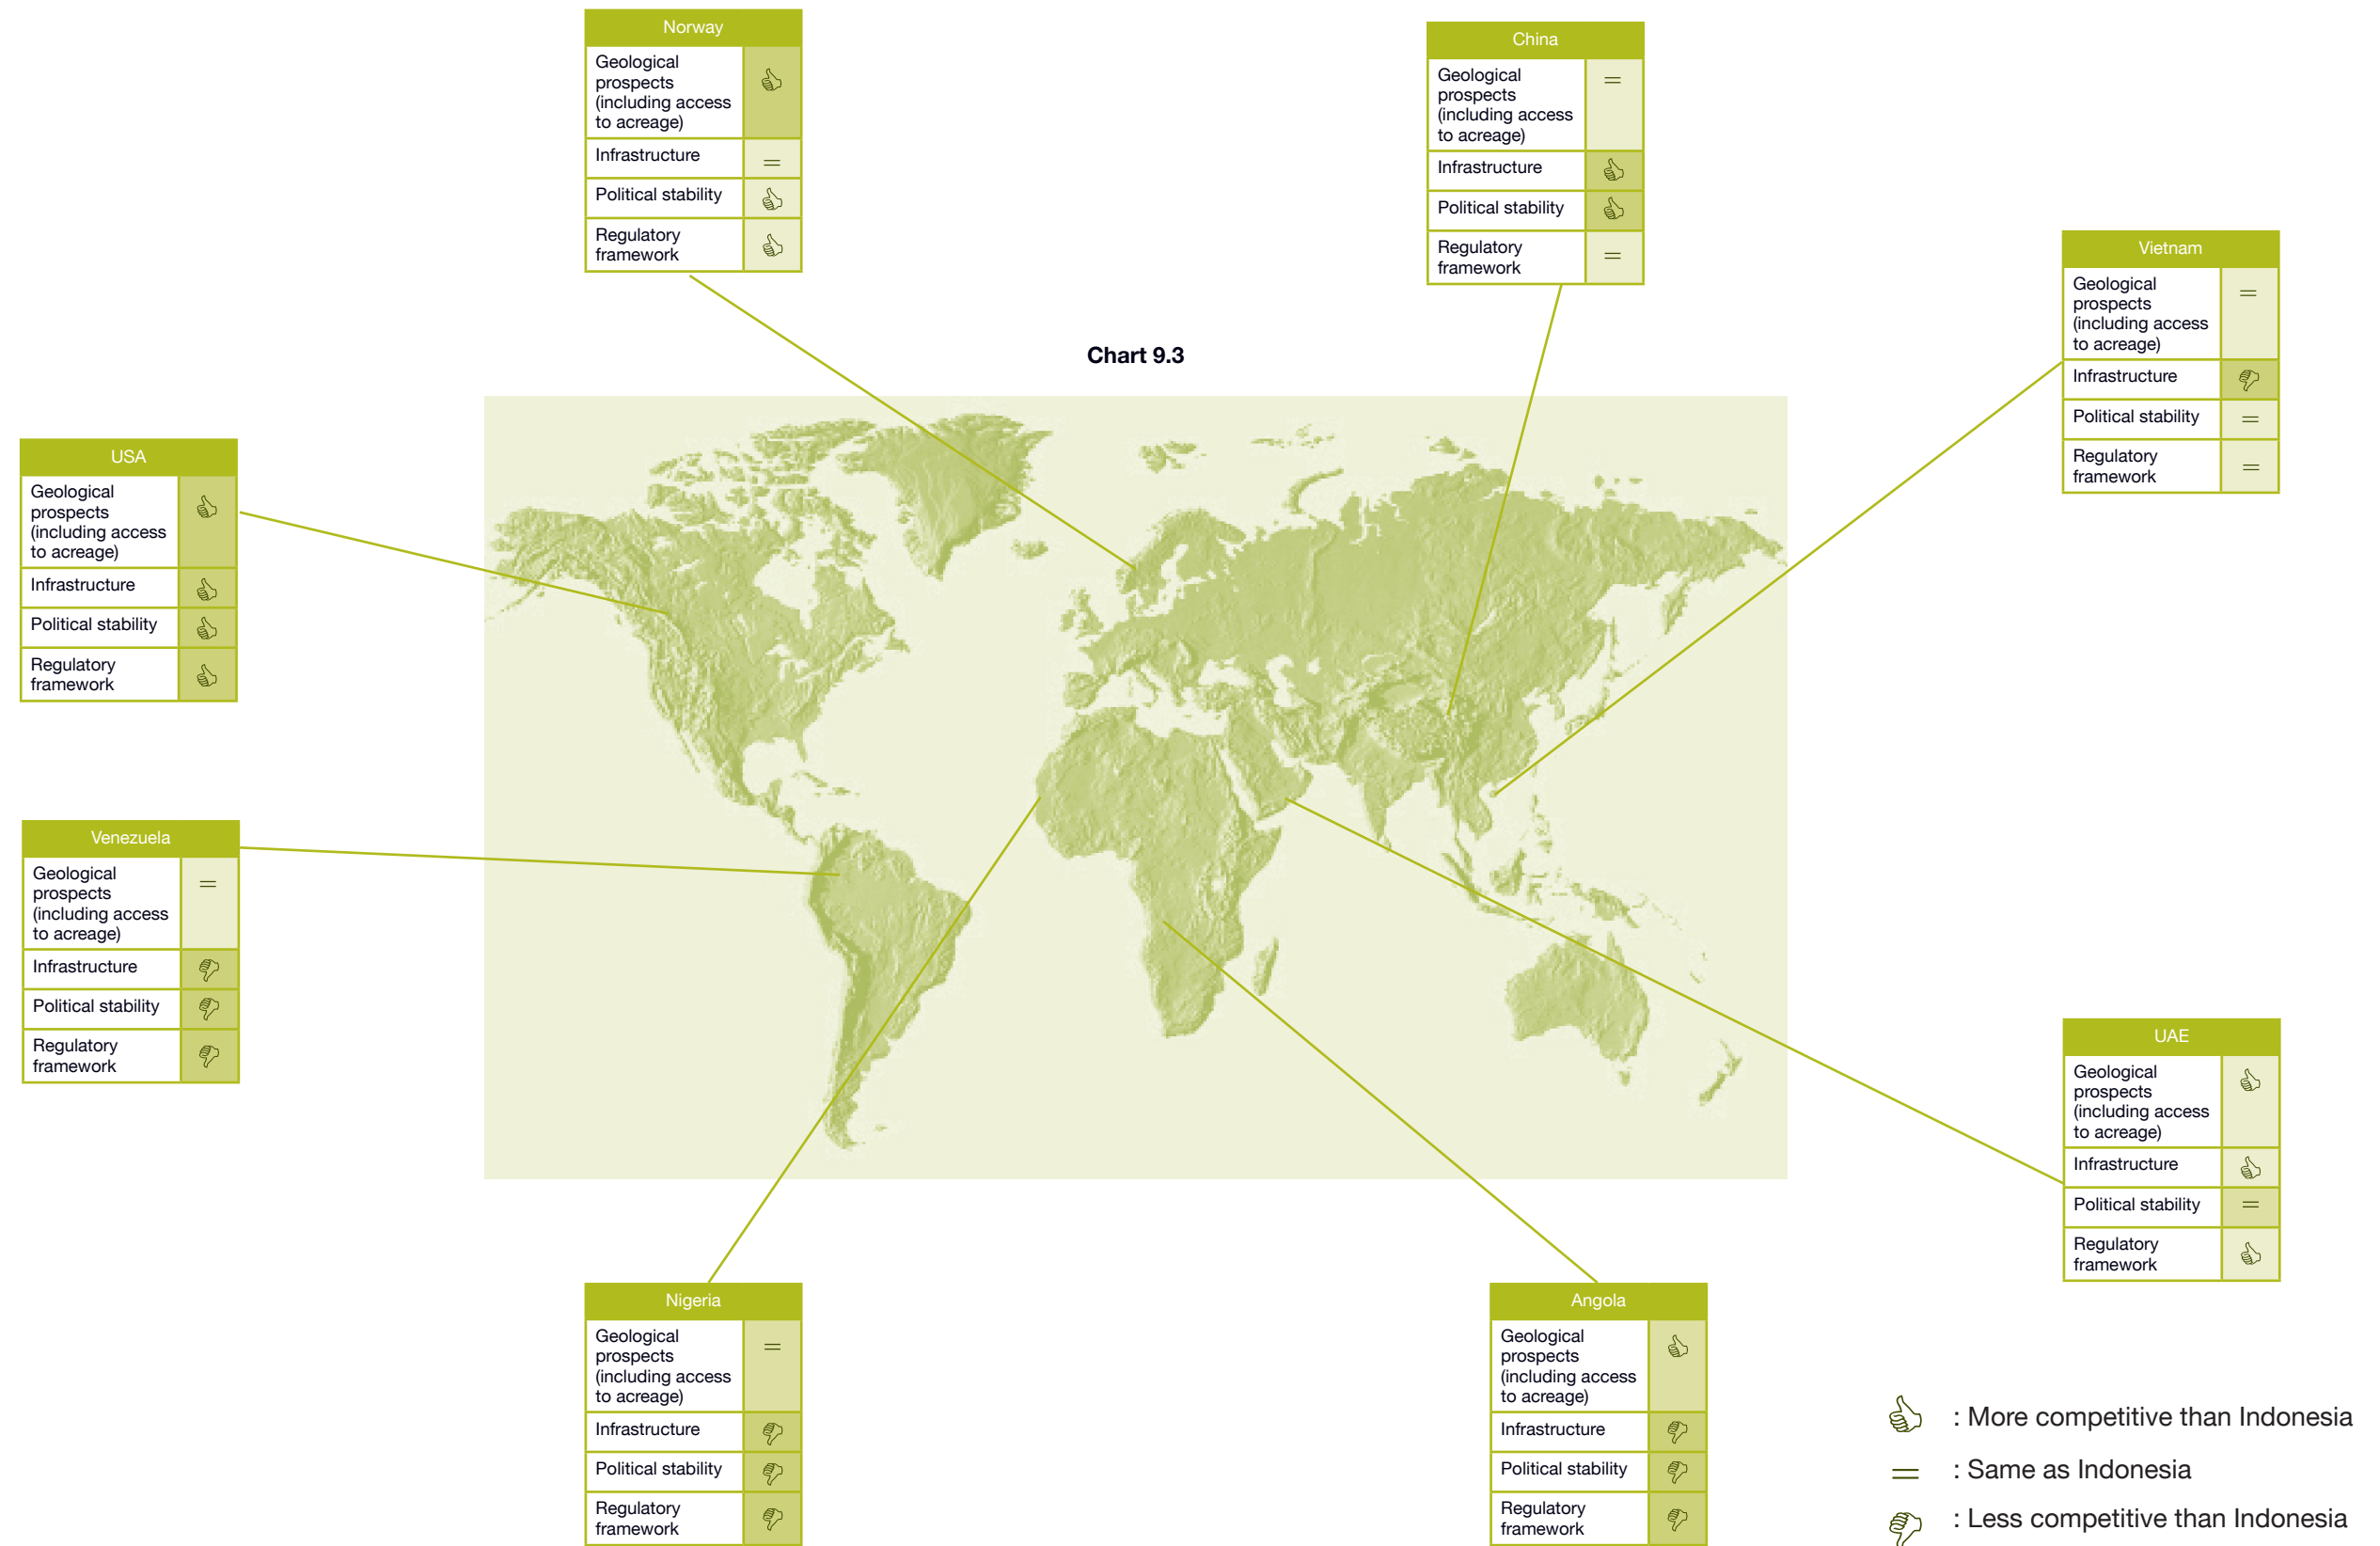 Norway
Geological
prospects
(including access
to acreage)
Infrastructure
=
Political stability
Regulatory
framework
China
Geological
prospects
(including access
to acreage)
=
Infrastructure
Political stability
Regulatory
framework
=
Vietnam
Geological
prospects
(including access
to acreage)
=
Infrastructure
Political stability
=
Regulatory
framework
=
Chart 9.3
USA
Geological
prospects
(including access
to acreage)
Infrastructure
Political stability
Regulatory
framework
Venezuela
Geological
prospects
(including access
to acreage)
=
Infrastructure
Political stability
Regulatory
framework
UAE
Geological
prospects
(including access
to acreage)
Infrastructure
Political stability
=
Regulatory
framework
Nigeria
Geological
prospects
(including access
to acreage)
=
Infrastructure
Political stability
Regulatory
framework
Angola
Geological
prospects
(including access
to acreage)
Infrastructure
Political stability
Regulatory
framework
: More competitive than Indonesia
= : Same as Indonesia
: Less competitive than Indonesia